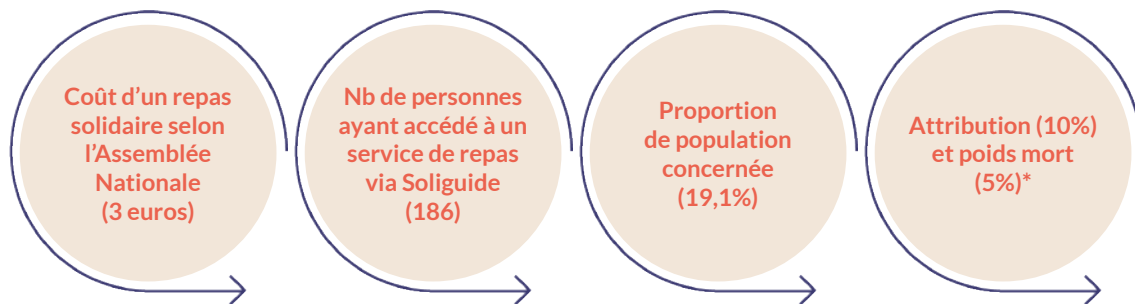 Coût d’un repas
solidaire selon
l’Assemblée
Nationale
(3 euros)
Nb de personnes
ayant accédé à un
service de repas
via Soliguide
(186)
Proportion
de population
concernée
(19,1%)
Attribution (10%)
et poids mort
(5%)*